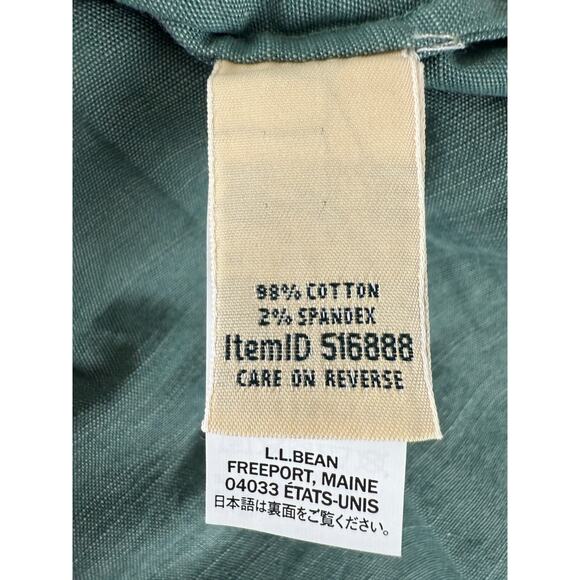 98% COTTON
2% SPANDEX
ItemID 516888
CARE ON REVERSE
L.L.BEAN
FREEPORT, MAINE
04033 ÉTATS-UNIS
日本語は裏面をご覧ください。